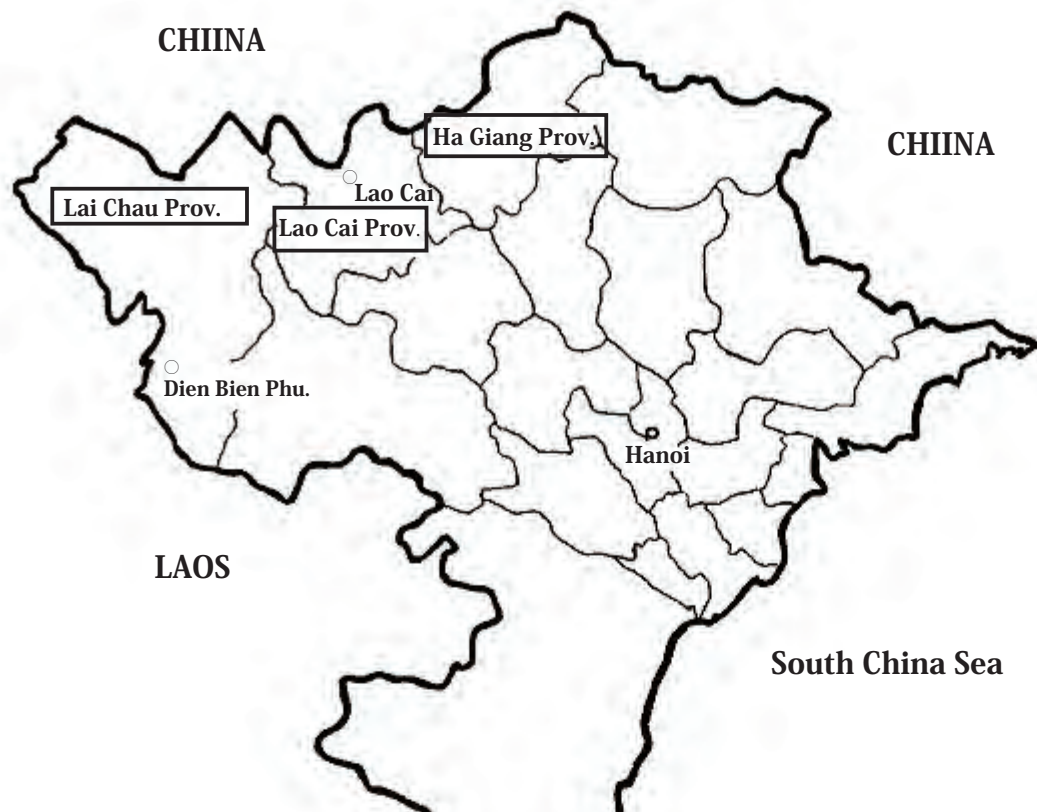 CHIINA
Ha Giang Prov.
CHIINA
Lao Cai
Lai Chau Prov.
Lao Cai Prov.
Dien Bien Phu.
Hanoi
LAOS
South China Sea